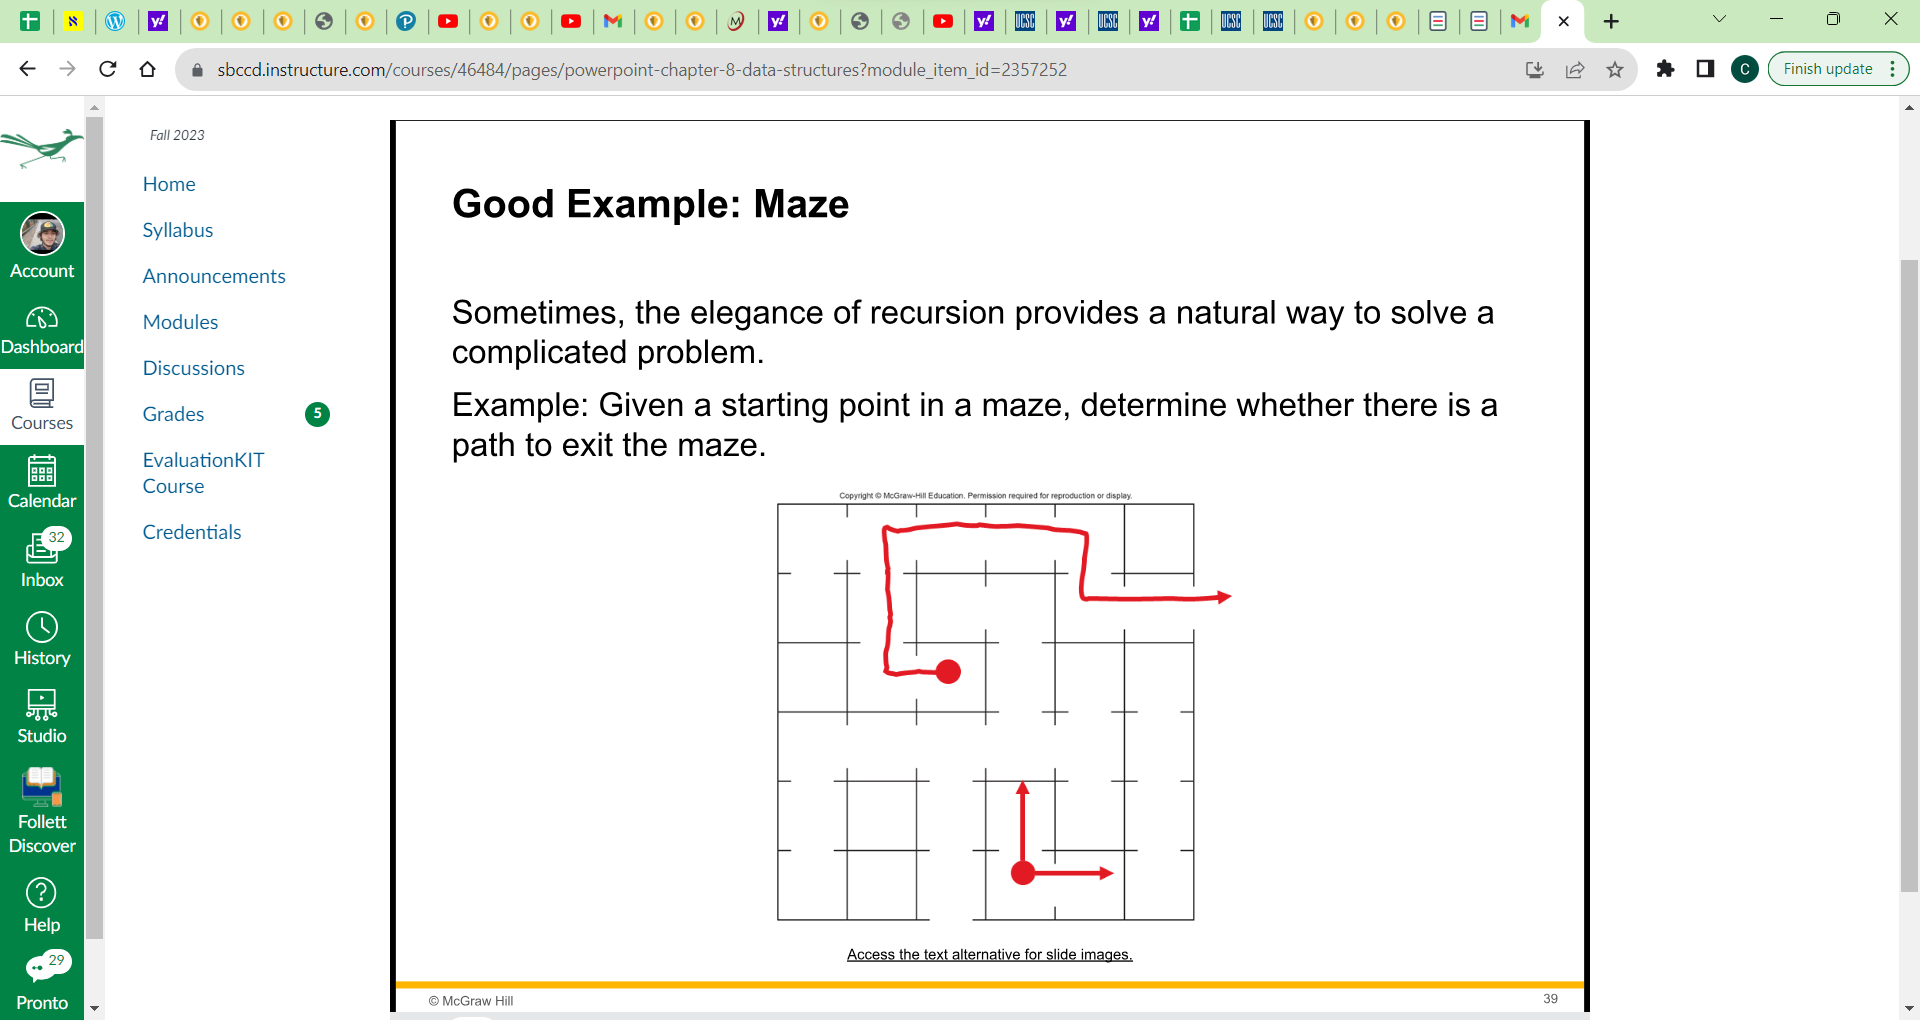 sbccd.instructure.com/courses/46484/pages/powerpoint-chapter-8-data-structures?module_item_id=2357252
C
Finish update
Fall 2023
Home
Syllabus
Announcements
Modules
Discussions
Grades
5
EvaluationKIT
Course
Credentials
Account
Dashboard
Courses
Calendar
32
Inbox
History
Studio
Follett
Discover
Help
29
Pronto
Good Example: Maze
Sometimes, the elegance of recursion provides a natural way to solve a
complicated problem.
Example: Given a starting point in a maze, determine whether there is a
path to exit the maze.
Copyright © McGraw-Hill Education. Permission required for reproduction or display.
Access the text alternative for slide images.
© McGraw Hill
39